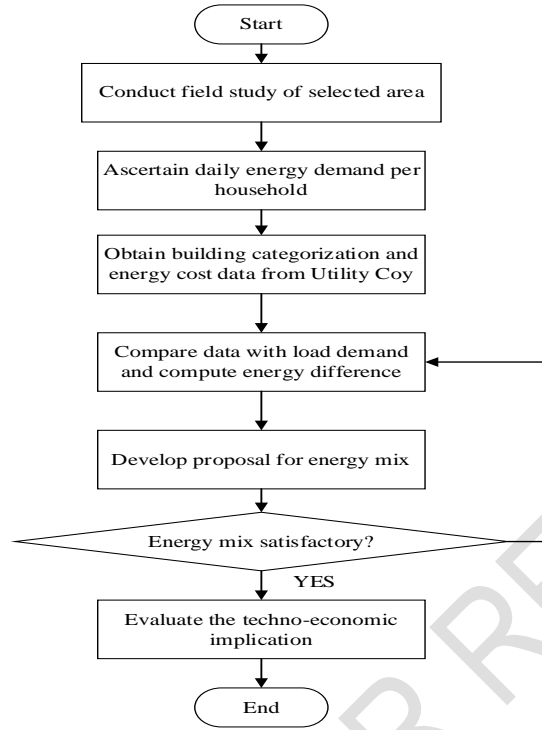 Start
Conduct field study of selected area
Ascertain daily energy demand per
household
Obtain building categorization and
energy cost data from Utility Coy
Compare data with load demand
and compute energy difference
Develop proposal for energy mix
Energy mix satisfactory?
YES
Evaluate the techno-economic
implication
End